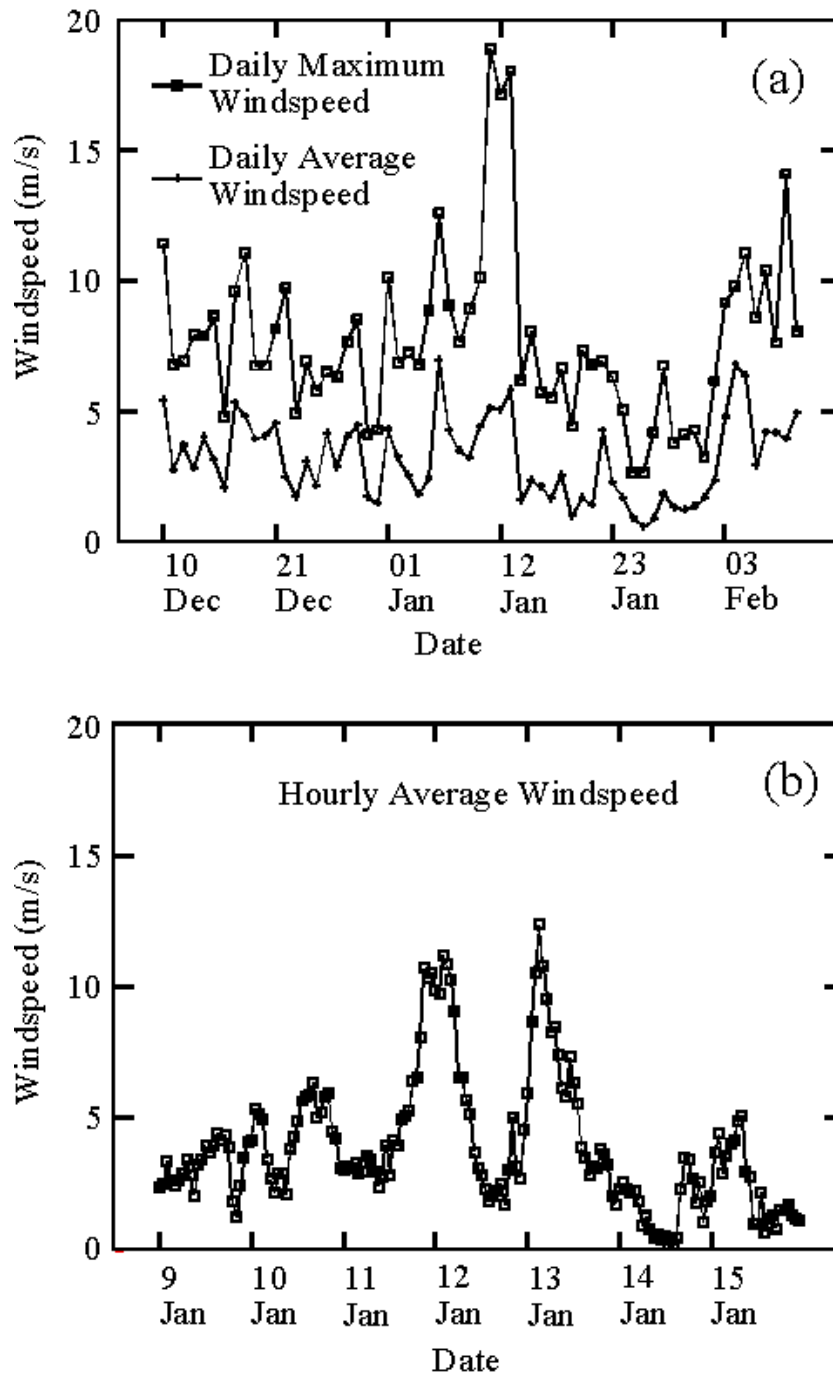 20
Daily Maximum
Windspeed
(a)
15
Daily Average
Windspeed
10
5
0
Windspeed (m/s)
10 21 01 12 23 03
Dec Dec Jan Jan Jan Feb
Date
20
(b)
Hourly Average Windspeed
15
10
5
0
Windspeed (m/s)
9 10 11 12 13 14 15
Jan Jan Jan Jan Jan Jan Jan
Date